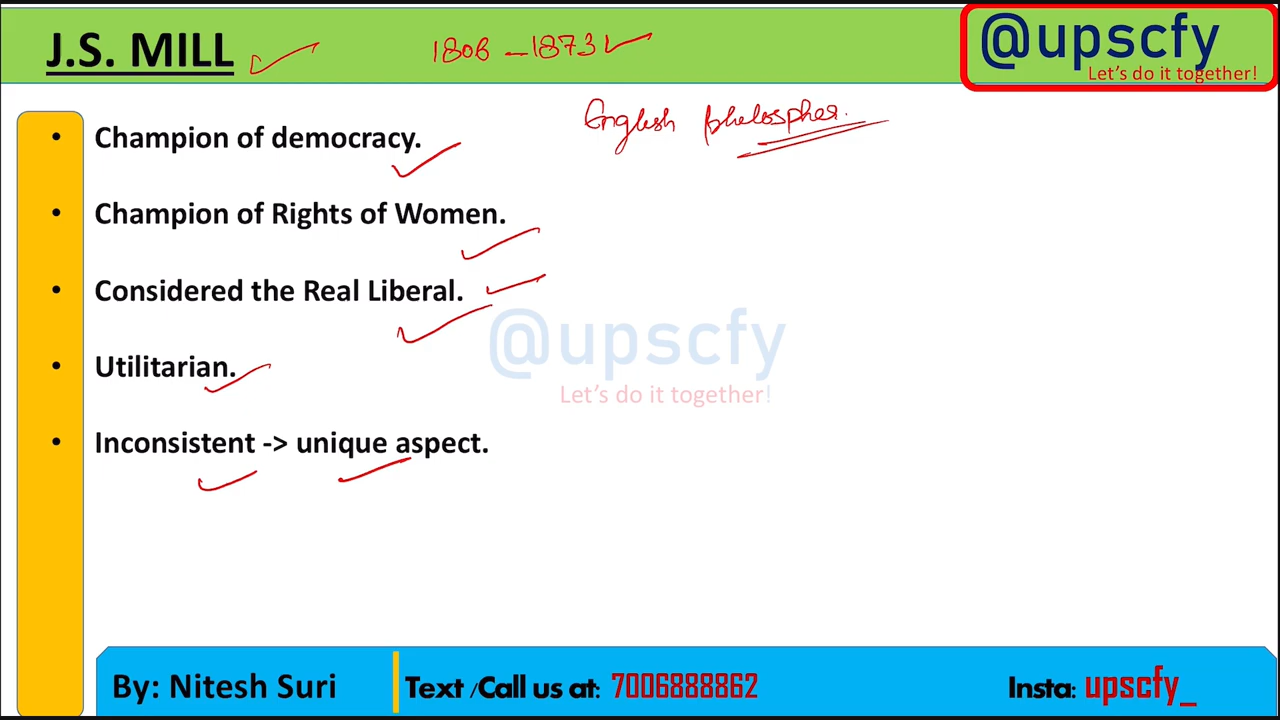 J.S. MILL
1806 - 1873
@upscfy
Let's do it together!
English philospher.
• Champion of democracy.
• Champion of Rights of Women.
• Considered the Real Liberal.
• Utilitarian.
• Inconsistent -> unique aspect.
@upscfy
Let's do it together!
By: Nitesh Suri
Text /Call us at: 7006888862
Insta: upscfy_